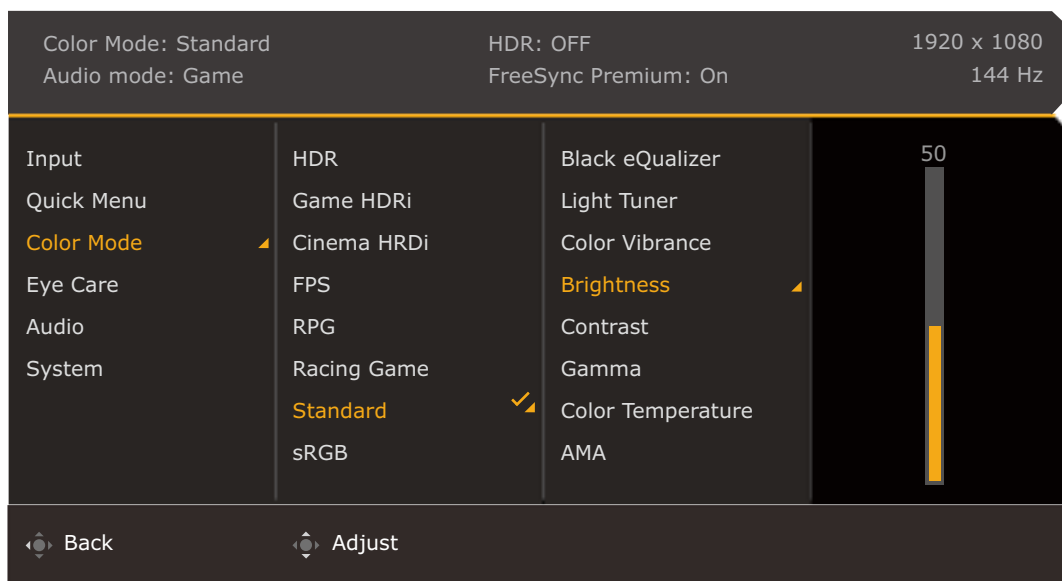 Color Mode: Standard
HDR: OFF
1920 x 1080
Audio mode: Game
FreeSync Premium: On
144 Hz
Input
Quick Menu
Color Mode
Eye Care
Audio
System
HDR
Game HDRi
Cinema HRDi
FPS
RPG
Racing Game
Standard
sRGB
Black eQualizer
Light Tuner
Color Vibrance
Brightness
Contrast
Gamma
Color Temperature
AMA
50
Back
Adjust